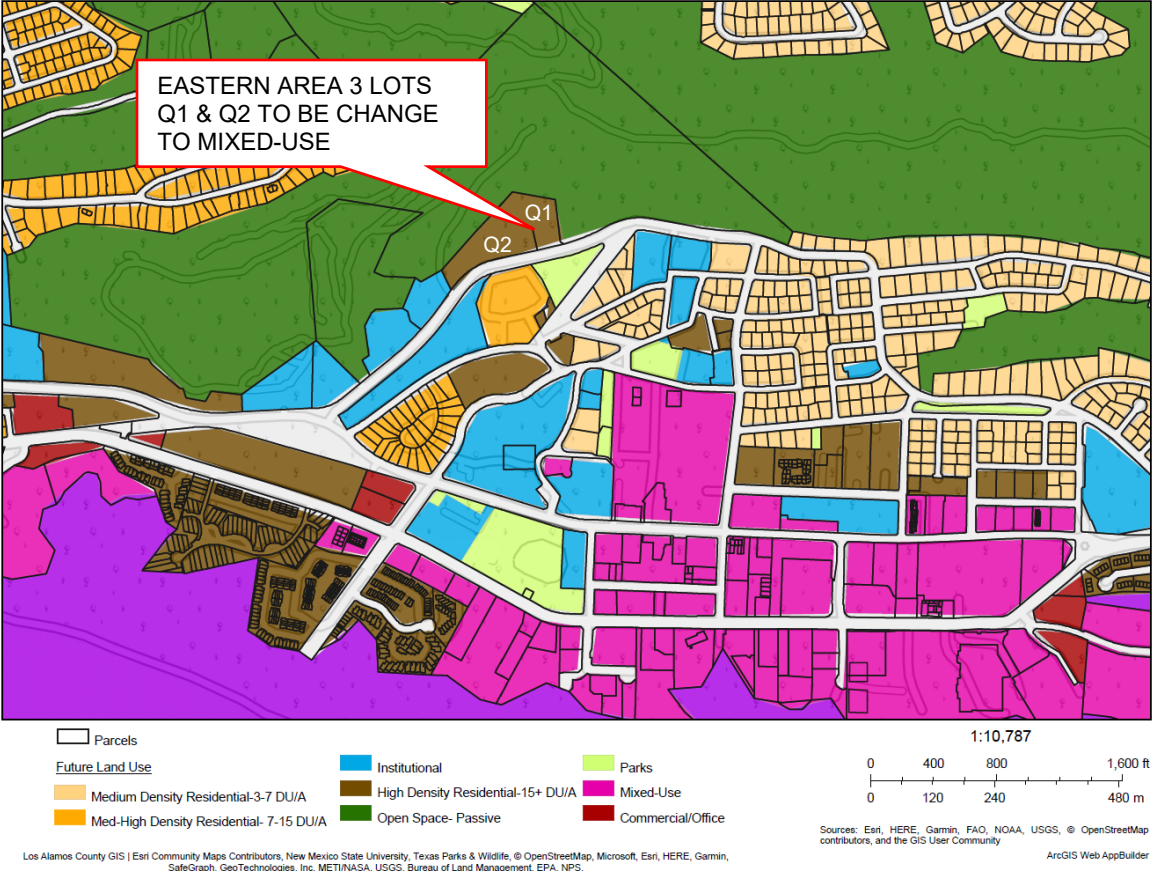 EASTERN AREA 3 LOTS
Q1 & Q2 TO BE CHANGE
TO MIXED-USE
Q1
Q2
Parcels
Future Land Use
Medium Density Residential-3-7 DU/A
Med-High Density Residential- 7-15 DU/A
Institutional
High Density Residential-15+ DU/A
Open Space- Passive
Parks
Mixed-Use
Commercial/Office
1:10,787
0 400 800 1,600 ft
0 120 240 480 m
Sources: Esri, HERE, Garmin, FAO, NOAA, USGS, © OpenStreetMap
contributors, and the GIS User Community
ArcGIS Web AppBuilder
Los Alamos County GIS | Esri Community Maps Contributors, New Mexico State University, Texas Parks & Wildlife, © OpenStreetMap, Microsoft, Esri, HERE, Garmin,
SafeGraph, GeoTechnologies, Inc, METI/NASA, USGS, Bureau of Land Management, EPA, NPS,